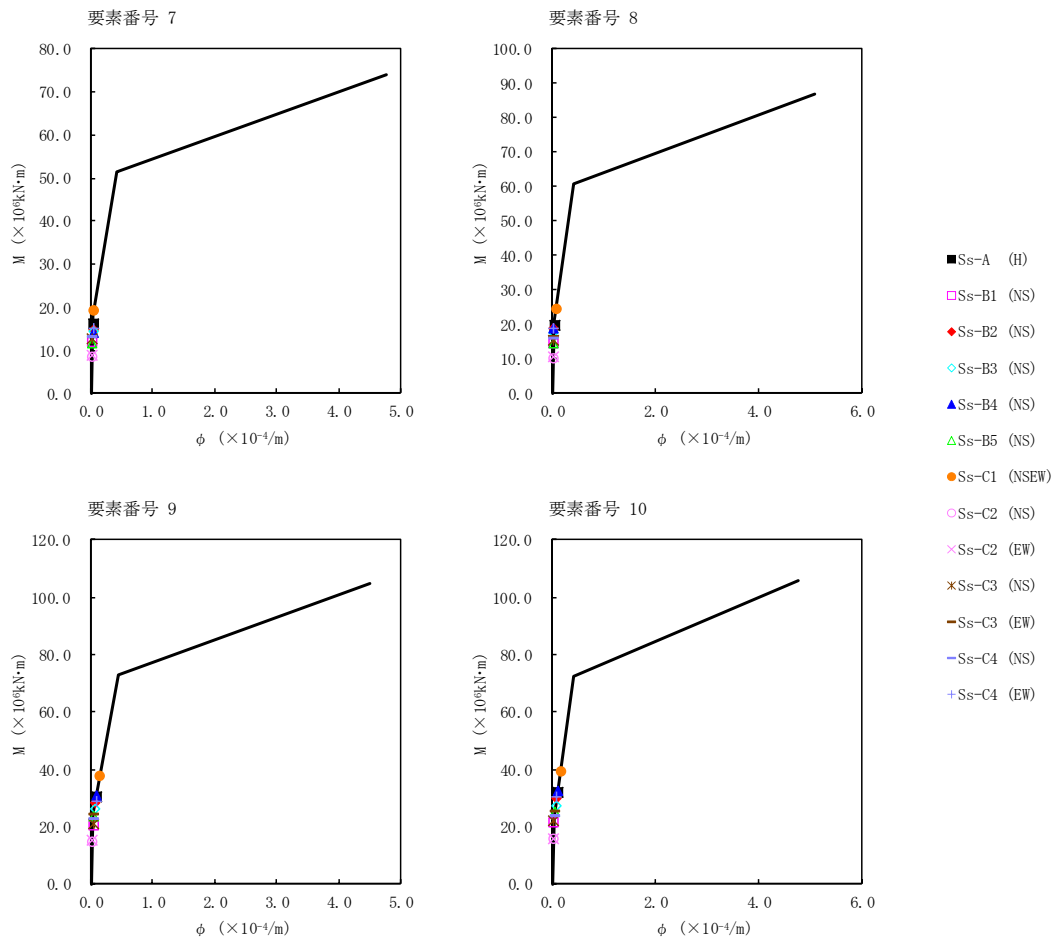 要素番号 7
80.0
70.0
60.0
50.0
40.0
30.0
20.0
10.0
0.0
M (×10⁶kN・m)
0.0 1.0 2.0 3.0 4.0 5.0
φ (×10⁻⁴/m)
要素番号 8
100.0
90.0
80.0
70.0
60.0
50.0
40.0
30.0
20.0
10.0
0.0
M (×10⁶kN・m)
0.0 2.0 4.0 6.0
φ (×10⁻⁴/m)
要素番号 9
120.0
100.0
80.0
60.0
40.0
20.0
0.0
M (×10⁶kN・m)
0.0 1.0 2.0 3.0 4.0 5.0
φ (×10⁻⁴/m)
要素番号 10
120.0
100.0
80.0
60.0
40.0
20.0
0.0
M (×10⁶kN・m)
0.0 2.0 4.0 6.0
φ (×10⁻⁴/m)
Ss-A (H)
Ss-B1 (NS)
Ss-B2 (NS)
Ss-B3 (NS)
Ss-B4 (NS)
Ss-B5 (NS)
Ss-C1 (NSEW)
Ss-C2 (NS)
Ss-C2 (EW)
Ss-C3 (NS)
Ss-C3 (EW)
Ss-C4 (NS)
Ss-C4 (EW)